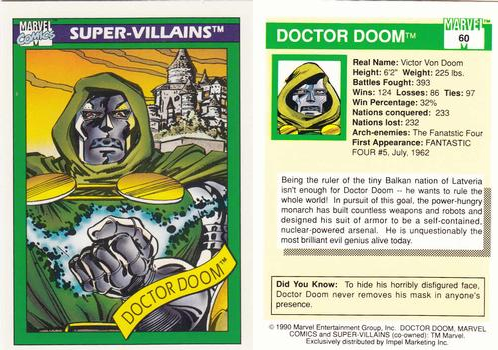 MARVEL
COMICS
SUPER-VILLAINS™
DOCTOR DOOM™
DOCTOR DOOM™
MARVEL
60
Real Name: Victor Von Doom
Height: 6'2" Weight: 225 lbs.
Battles Fought: 393
Wins: 124 Losses: 86 Ties: 97
Win Percentage: 32%
Nations conquered: 233
Nations lost: 232
Arch-enemies: The Fanatstic Four
First Appearance: FANTASTIC
FOUR #5, July, 1962
Being the ruler of the tiny Balkan nation of Latveria
isn't enough for Doctor Doom -- he wants to rule the
whole world! In pursuit of this goal, the power-hungry
monarch has built countless weapons and robots and
designed his suit of armor to be a self-contained,
nuclear-powered arsenal. He is unquestionably the
most brilliant evil genius alive today.
Did You Know: To hide his horribly disfigured face,
Doctor Doom never removes his mask in anyone's
presence.
© 1990 Marvel Entertainment Group, Inc. DOCTOR DOOM, MARVEL
COMICS and SUPER-VILLAINS (co-owned): TM Marvel.
Exclusively distributed by Impel Marketing Inc.